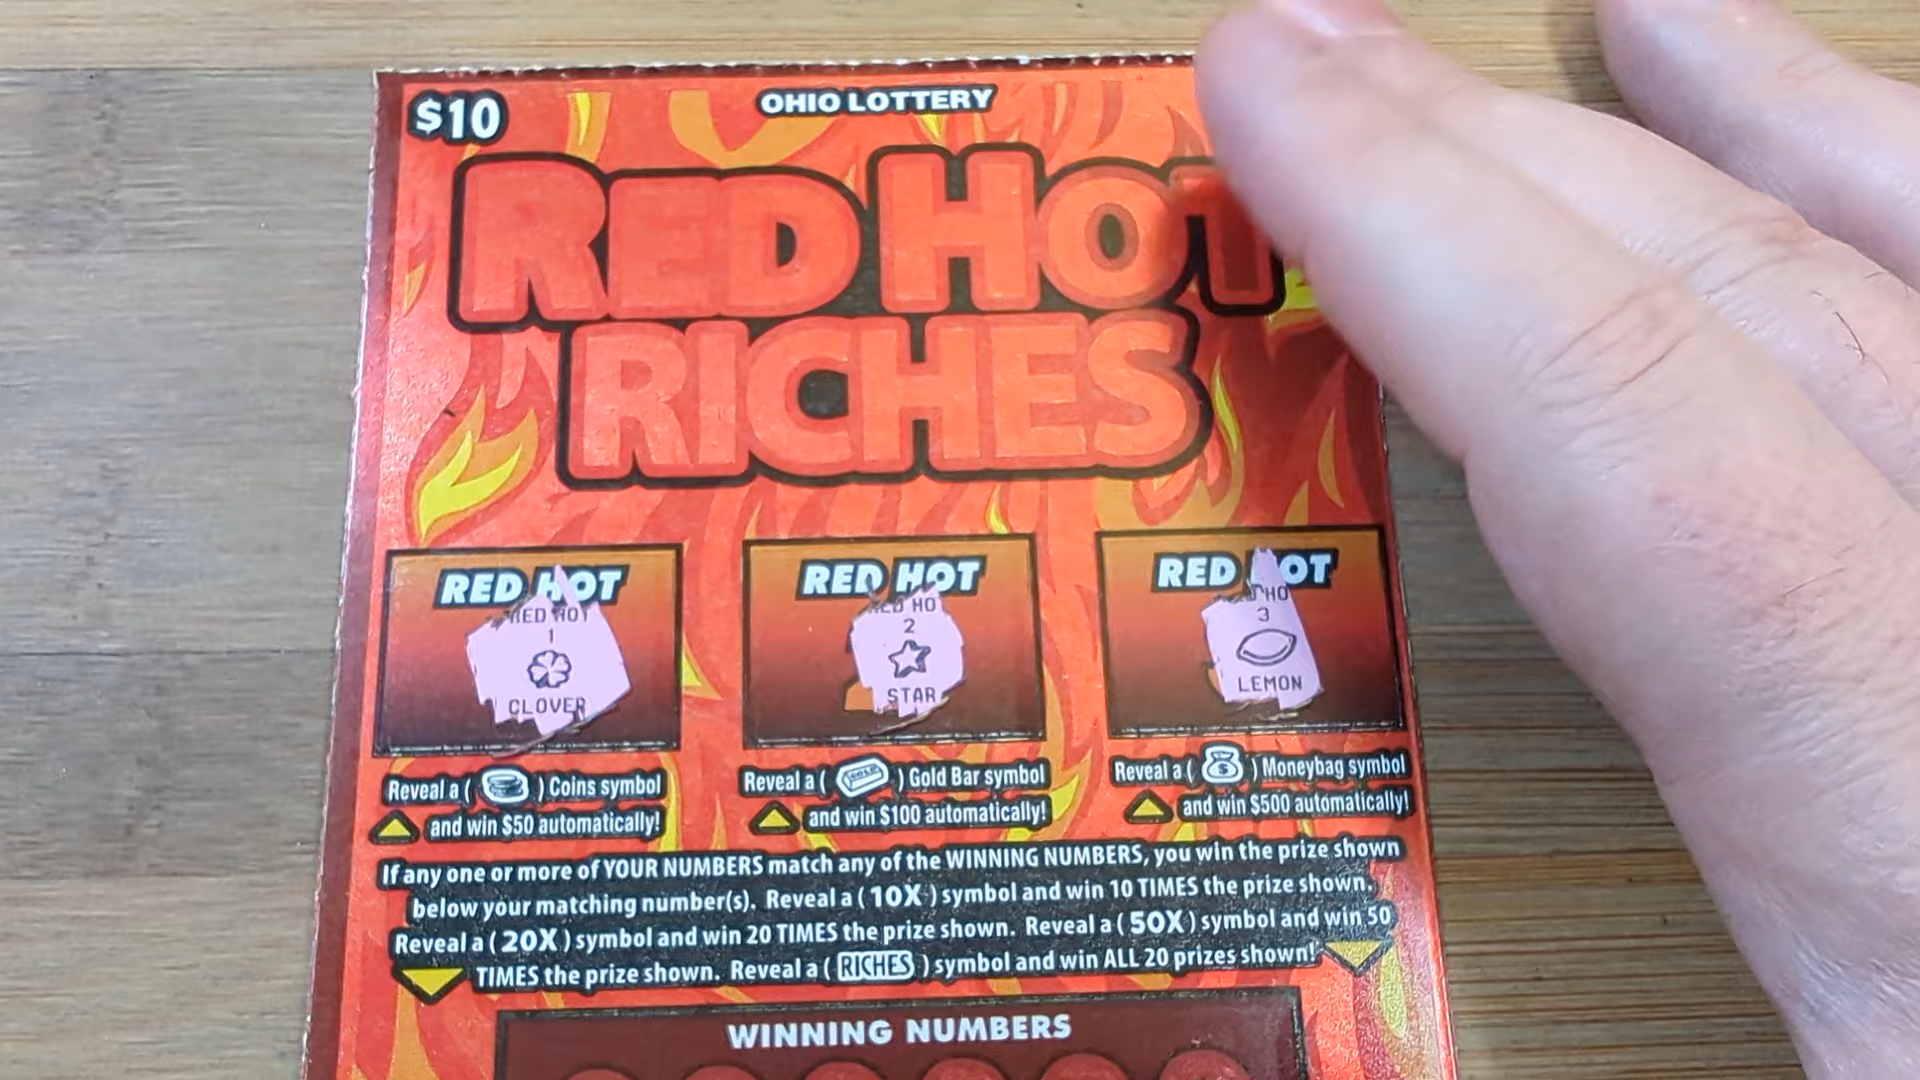 $10
OHIO LOTTERY
RED HOT
RICHES
RED HOT
RED HOT
1
CLOVER
RED HOT
RED HO
2
STAR
RED HOT
HO
3
LEMON
Reveal a ( ) Coins symbol
and win $50 automatically!
Reveal a ( GOLD ) Gold Bar symbol
and win $100 automatically!
Reveal a ( $ ) Moneybag symbol
and win $500 automatically!
If any one or more of YOUR NUMBERS match any of the WINNING NUMBERS, you win the prize shown
below your matching number(s). Reveal a ( 10X ) symbol and win 10 TIMES the prize shown.
Reveal a ( 20X ) symbol and win 20 TIMES the prize shown. Reveal a ( 50X ) symbol and win 50
TIMES the prize shown. Reveal a ( RICHES ) symbol and win ALL 20 prizes shown!
WINNING NUMBERS